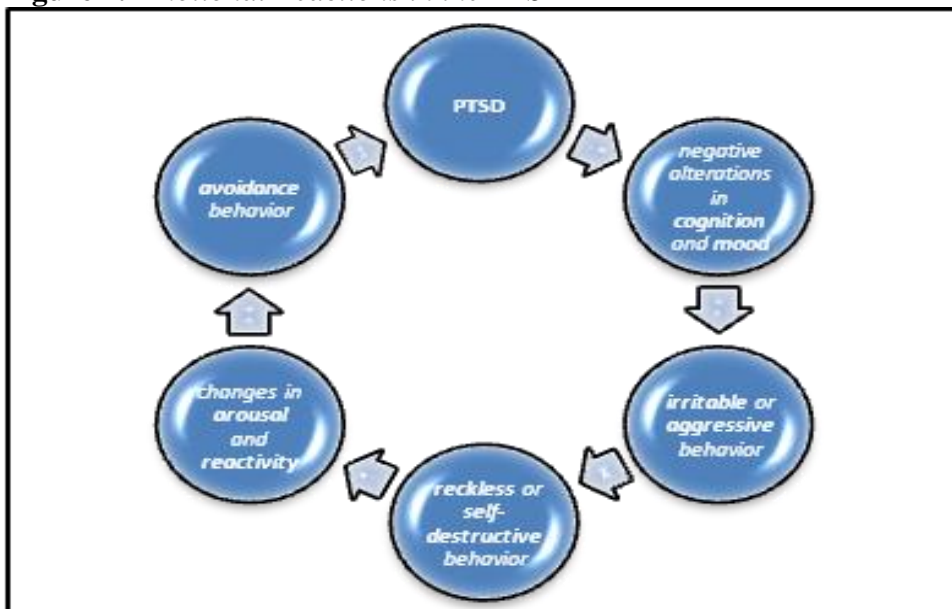 PTSD
negative
alterations
in
cognition
and mood
irritable or
aggressive
behavior
reckless or
self-
destructive
behavior
changes in
arousal
and
reactivity
avoidance
behavior